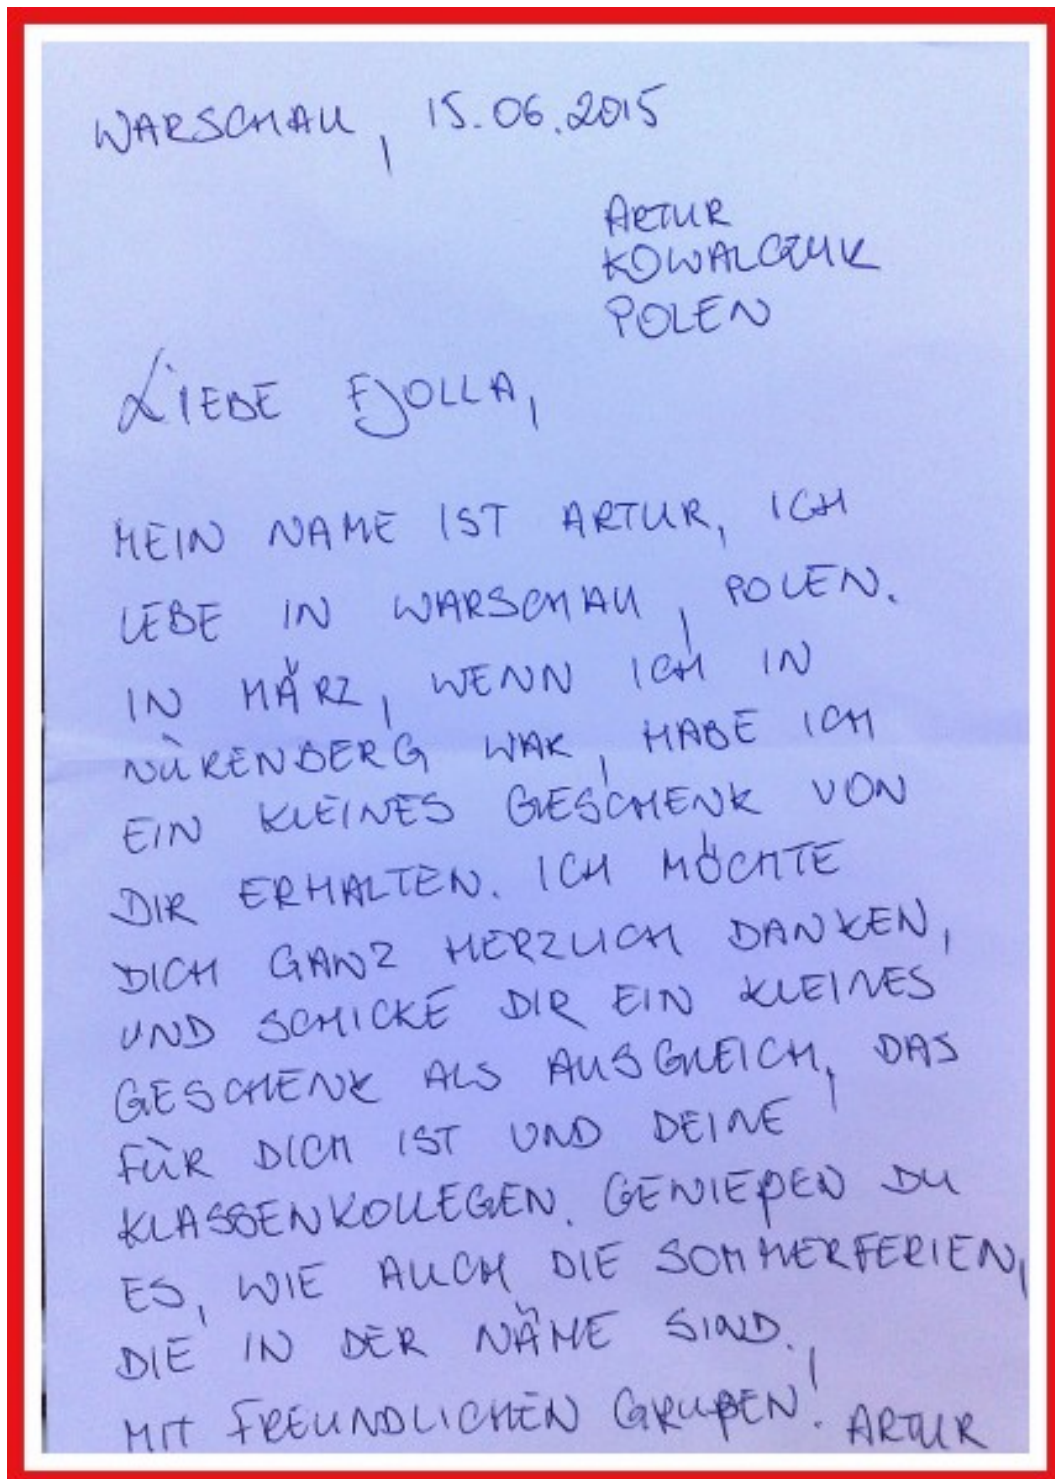 WARSCHAU, 15.06.2015
ARTUR
KOWALCZUK
POLEN
LIEBE FJOLLA,
MEIN NAME IST ARTUR, ICH
LEBE IN WARSCHAU, POLEN.
IN MÄRZ, WENN ICH IN
NÜRENBERG WAR, HABE ICH
EIN KLEINES GESCHENK VON
DIR ERHALTEN. ICH MÖCHTE
DICH GANZ HERZLICH DANKEN,
UND SCHICKE DIR EIN KLEINES
GESCHENK ALS AUSGLEICH, DAS
FÜR DICH IST UND DEINE
KLASSENKOLLEGEN. GENIEßEN DU
ES, WIE AUCH DIE SOMMERFERIEN,
DIE IN DER NÄHE SIND.
MIT FREUNDLICHEN GRUßEN! ARTUR